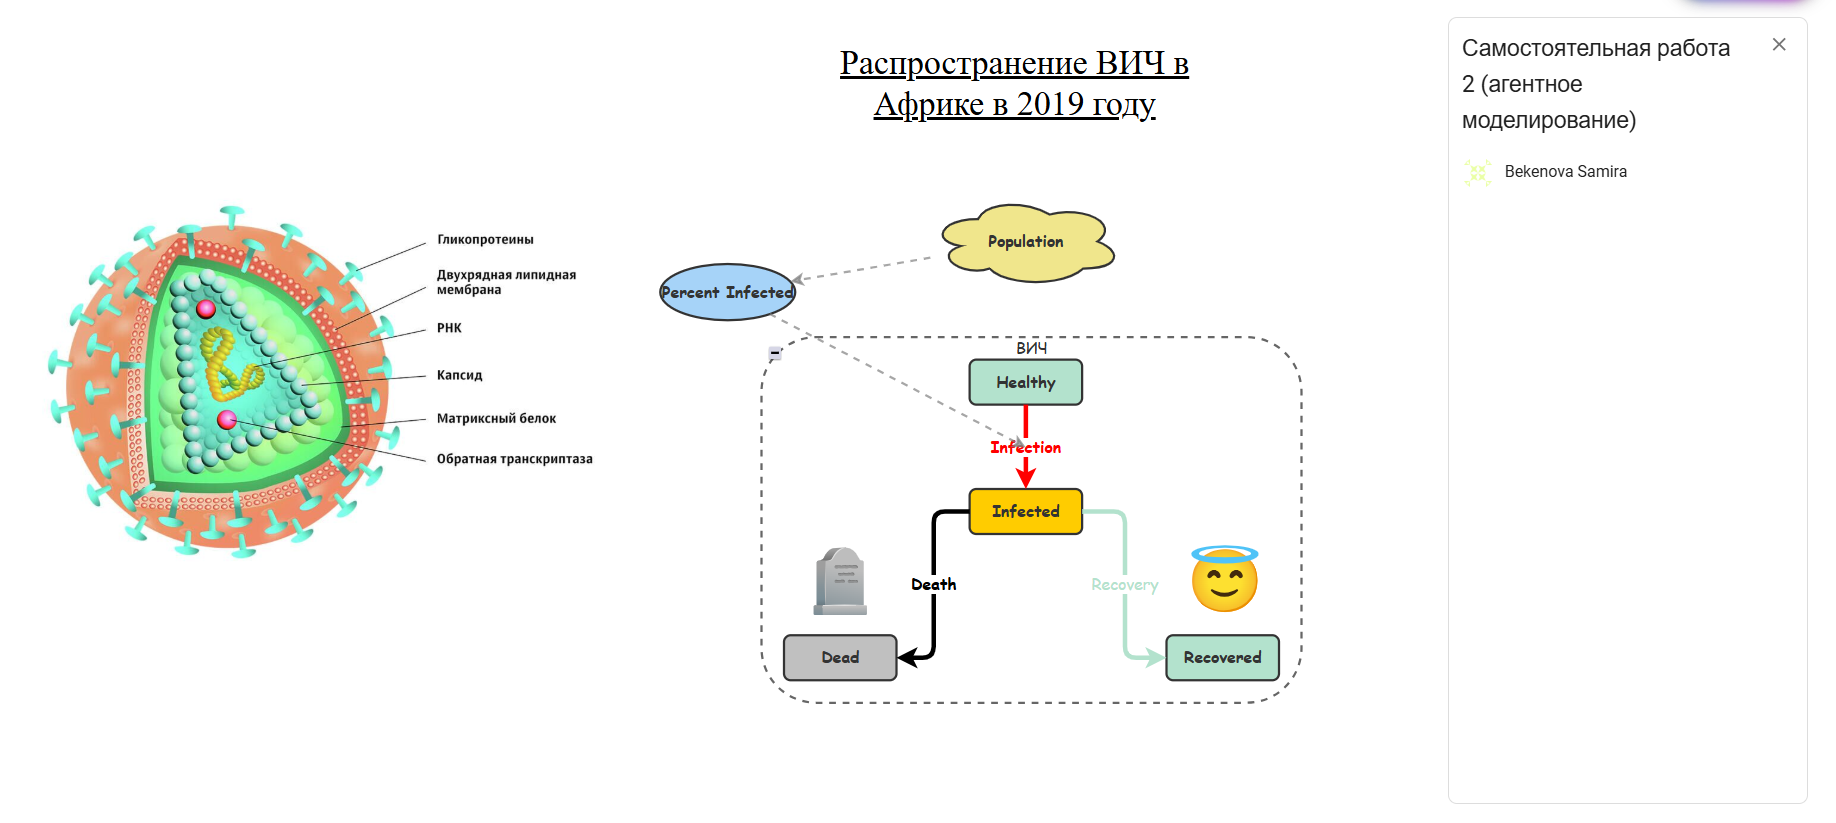 Распространение ВИЧ в
Африке в 2019 году
Гликопротеины
Двухрядная липидная
мембрана
РНК
Капсид
Матриксный белок
Обратная транскриптаза
Population
Percent Infected
ВИЧ
Healthy
Infection
Infected
Death
Recovery
Dead
Recovered
Самостоятельная работа
2 (агентное
моделирование)
Bekenova Samira